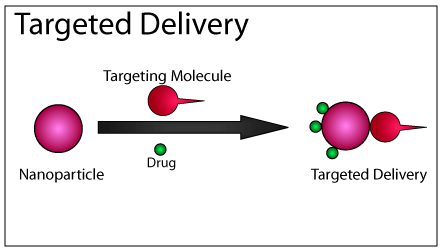 Targeted Delivery
Targeting Molecule
Drug
Nanoparticle
Targeted Delivery